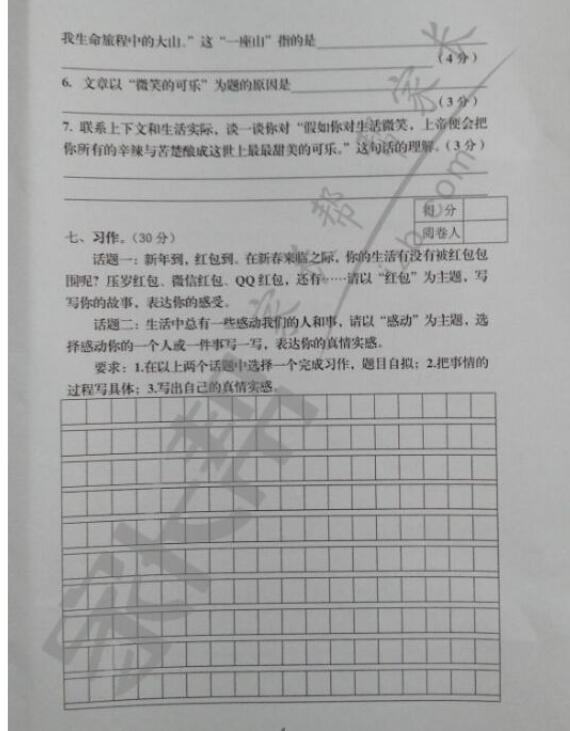 我生命旅程中的大山。”这“一座山”指的是
(4分)
6. 文章以“微笑的可乐”为题的原因是
(3分)
7. 联系上下文和生活实际，谈一谈你对“假如你对生活微笑，上帝便会把
你所有的辛辣与苦楚酿成这世上最最甜美的可乐。”这句话的理解。(3分)
得分
阅卷人
七、习作。(30分)
话题一：新年到，红包到。在新春来临之际，你的生活有没有被红包包
围呢？压岁红包、微信红包、QQ红包，还有……请以“红包”为主题，写
写你的故事，表达你的感受。
话题二：生活中总有一些感动我们的人和事，请以“感动”为主题，选
择感动你的一个人或一件事写一写，表达你的真情实感。
要求：1.在以上两个话题中选择一个完成习作，题目自拟；2.把事情的
过程写具体；3.写出自己的真情实感。